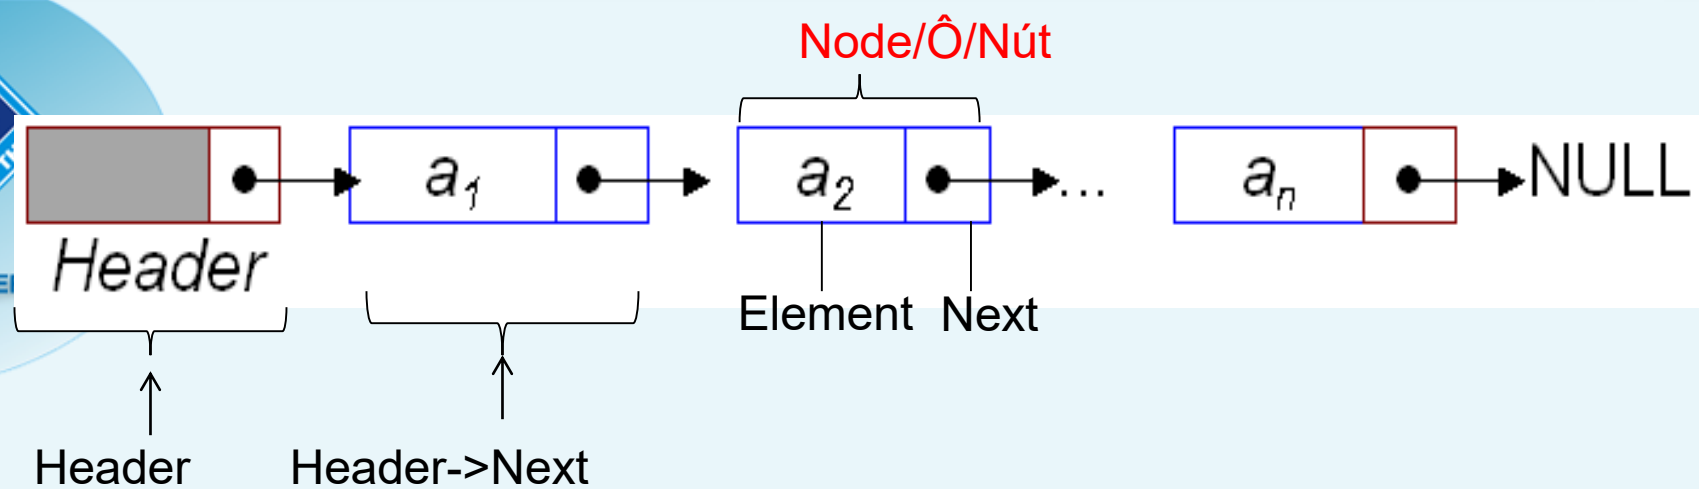 Node/Ô/Nút
a1 a2 ... an NULL
Header
Element Next
Header Header->Next